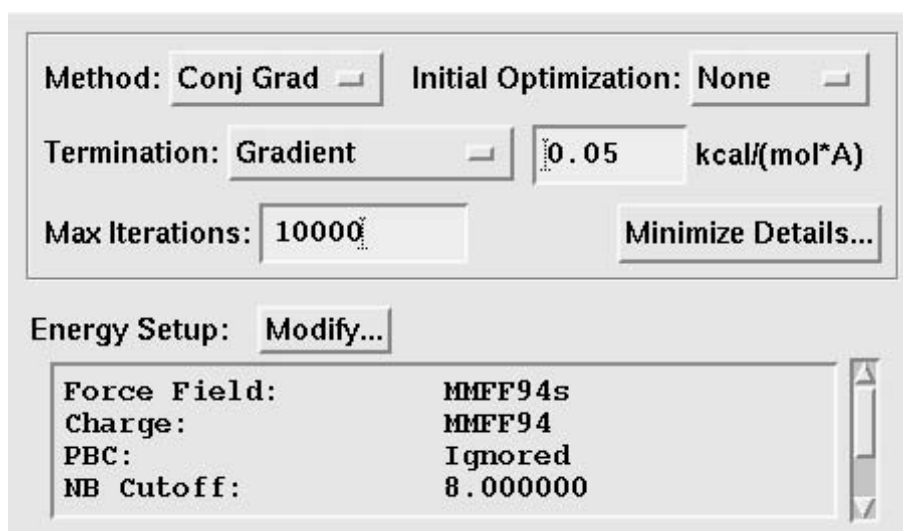 Method: Conj Grad Initial Optimization: None
Termination: Gradient 0.05 kcal/(mol*A)
Max Iterations: 10000 Minimize Details...
Energy Setup: Modify...
Force Field: MMFF94s
Charge: MMFF94
PBC: Ignored
NB Cutoff: 8.000000